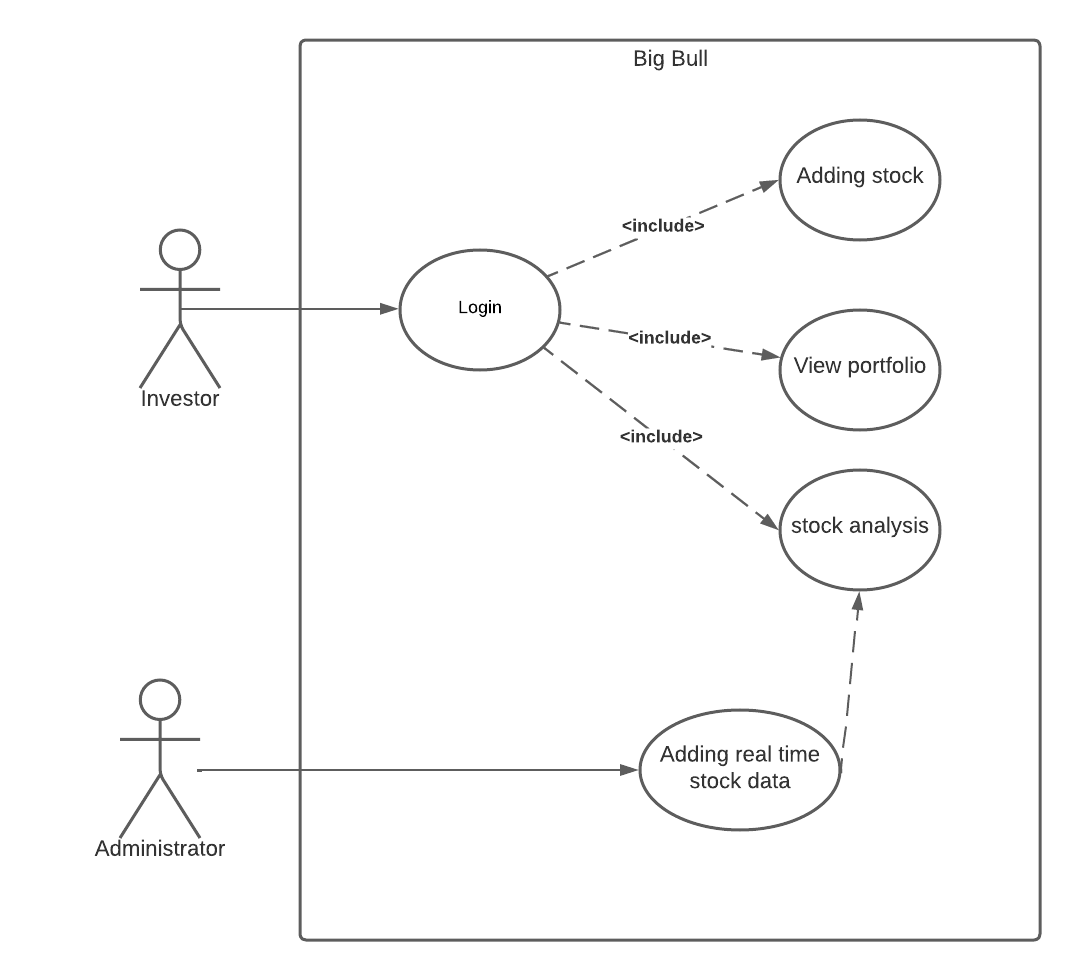 Big Bull
Adding stock
<include>
Login
<include>
View portfolio
Investor
<include>
stock analysis
Adding real time
stock data
Administrator